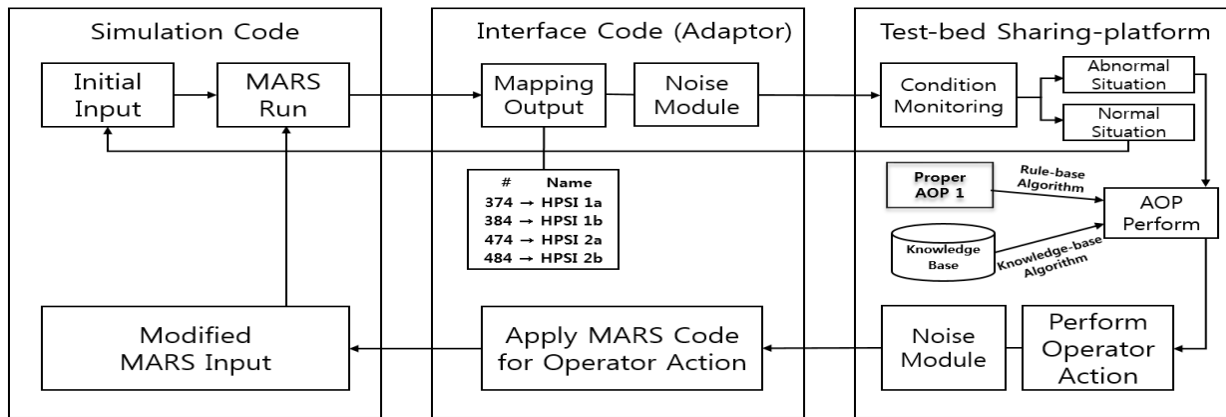 Simulation Code
Initial
Input
MARS
Run
Modified
MARS Input
Interface Code (Adaptor)
Mapping
Output
Noise
Module
# Name
374 → HPSI 1a
384 → HPSI 1b
474 → HPSI 2a
484 → HPSI 2b
Apply MARS Code
for Operator Action
Test-bed Sharing-platform
Condition
Monitoring
Abnormal
Situation
Normal
Situation
Proper
AOP 1
Rule-base
Algorithm
Knowledge
Base
Knowledge-base
Algorithm
AOP
Perform
Noise
Module
Perform
Operator
Action